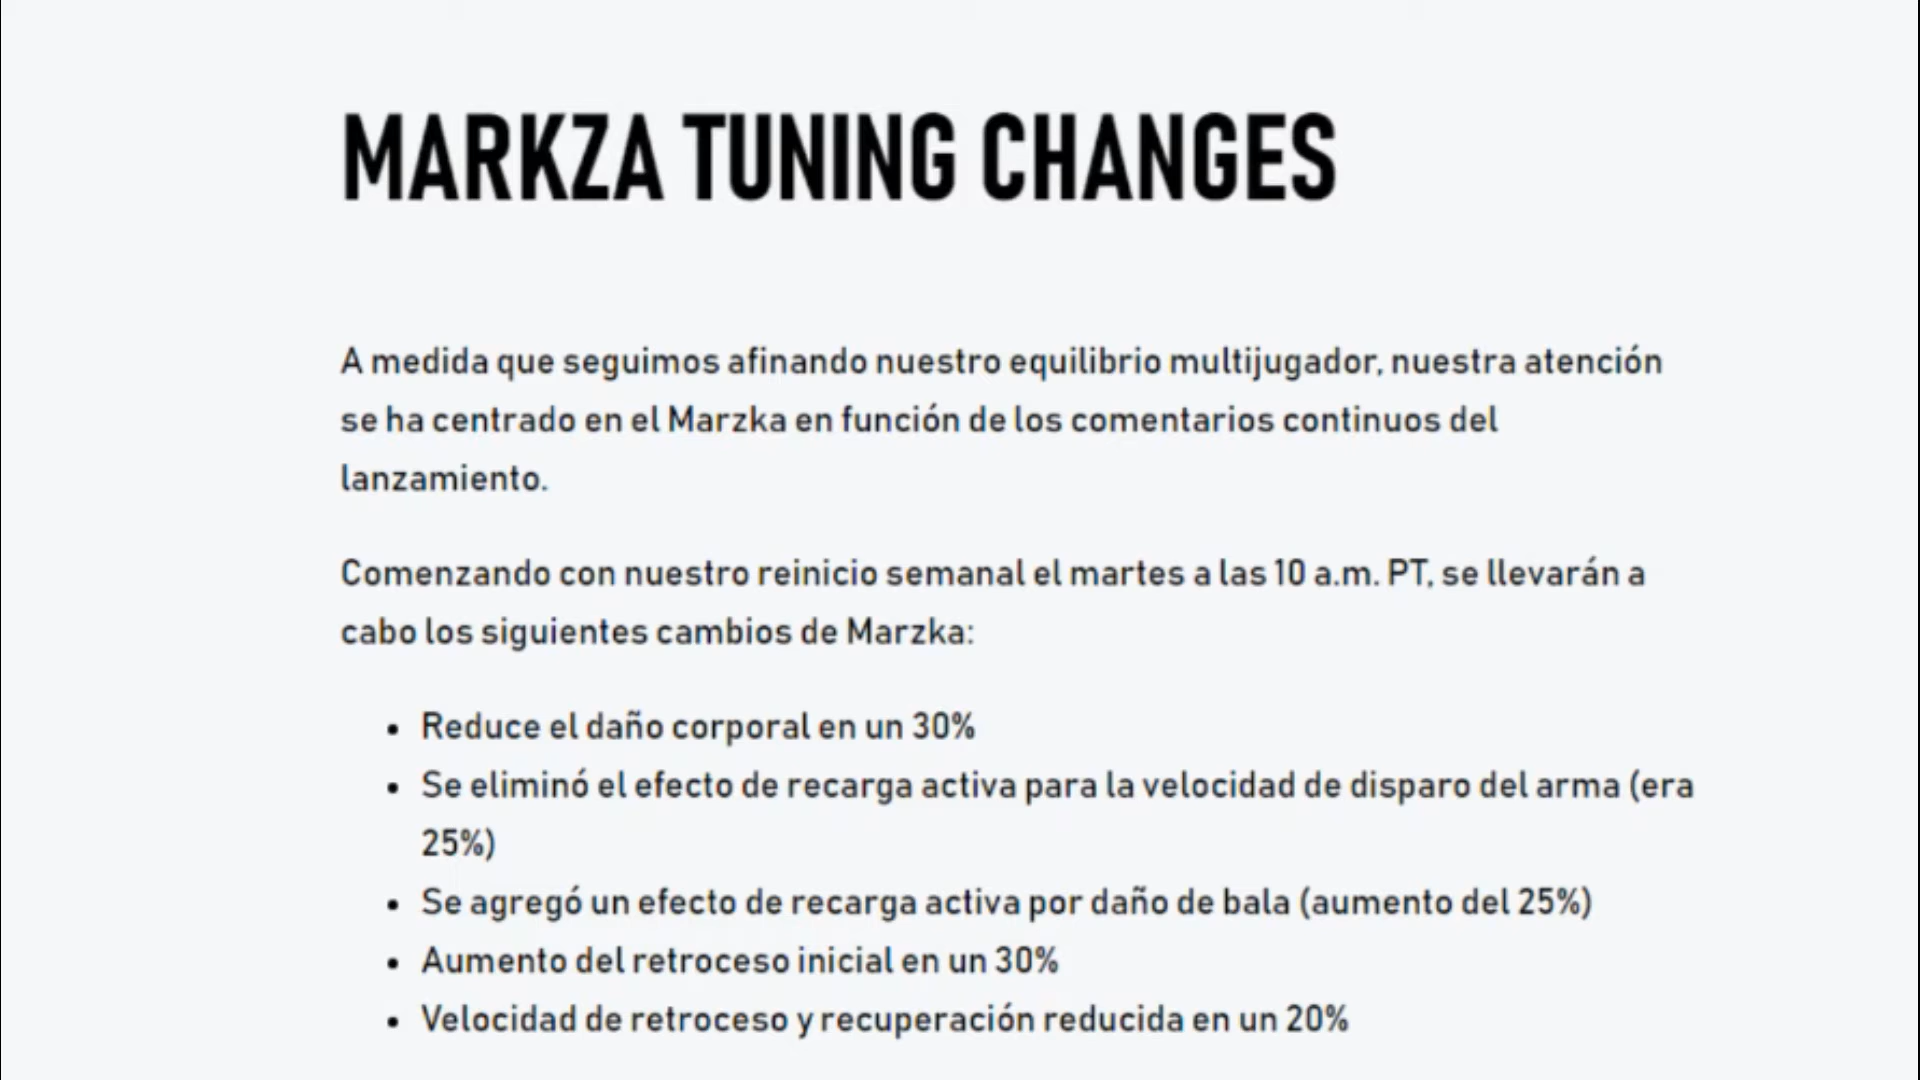 MARKZA TUNING CHANGES
A medida que seguimos afinando nuestro equilibrio multijugador, nuestra atención
se ha centrado en el Marzka en función de los comentarios continuos del
lanzamiento.
Comenzando con nuestro reinicio semanal el martes a las 10 a.m. PT, se llevarán a
cabo los siguientes cambios de Marzka:
• Reduce el daño corporal en un 30%
• Se eliminó el efecto de recarga activa para la velocidad de disparo del arma (era
25%)
• Se agregó un efecto de recarga activa por daño de bala (aumento del 25%)
• Aumento del retroceso inicial en un 30%
• Velocidad de retroceso y recuperación reducida en un 20%